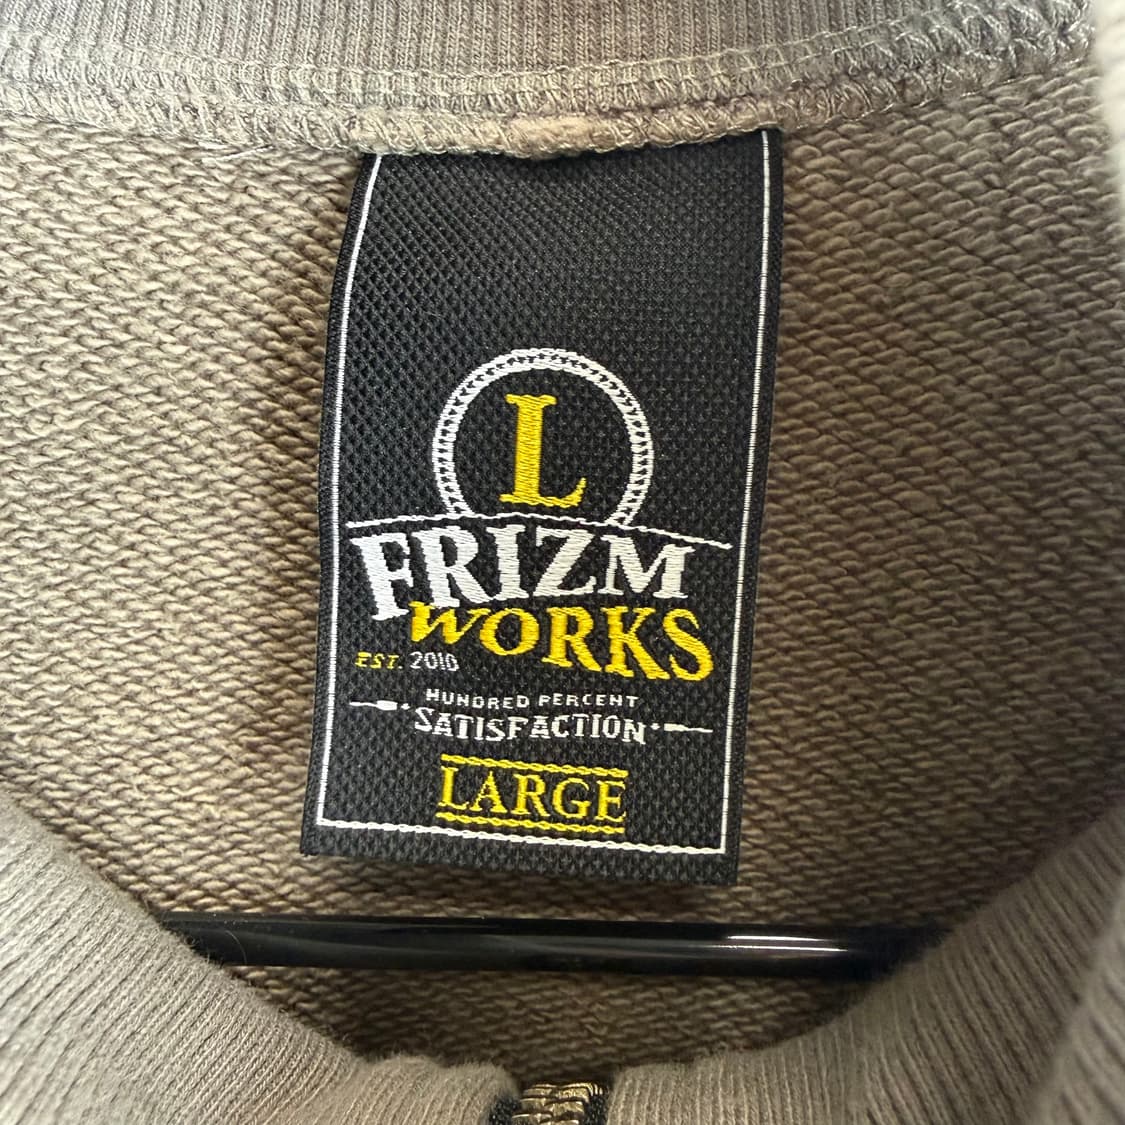 L
FRIZM
WORKS
EST. 2010
HUNDRED PERCENT
SATISFACTION
LARGE